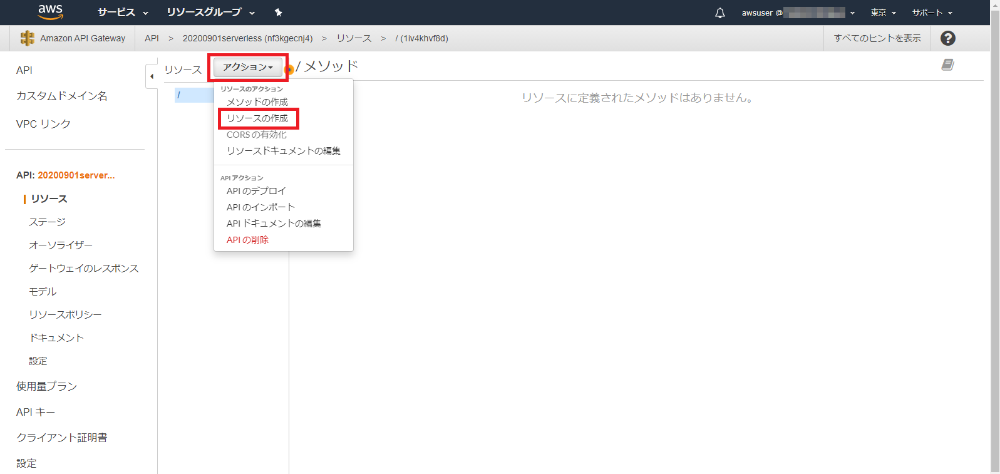 aws サービス リソースグループ awsuser @ 東京 サポート
Amazon API Gateway API > 20200901serverless (nf3kgecnj4) > リソース > / (1iv4khvf8d) すべてのヒントを表示 ?
API
カスタムドメイン名
VPC リンク
API: 20200901server...
リソース
ステージ
オーソライザー
ゲートウェイのレスポンス
モデル
リソースポリシー
ドキュメント
設定
使用量プラン
API キー
クライアント証明書
設定
リソース アクション
/
リソースのアクション
メソッドの作成
リソースの作成
CORS の有効化
リソースドキュメントの編集
API アクション
API のデプロイ
API のインポート
API ドキュメントの編集
API の削除
/ メソッド
リソースに定義されたメソッドはありません。